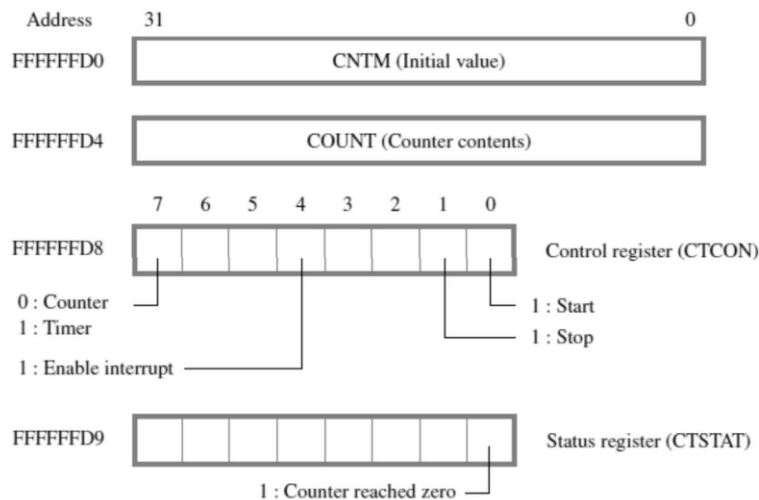 Address 31 0
FFFFFFD0 CNTM (Initial value)
FFFFFFD4 COUNT (Counter contents)
7 6 5 4 3 2 1 0
FFFFFFD8 Control register (CTCON)
0 : Counter
1 : Timer
1 : Start
1 : Stop
1 : Enable interrupt
FFFFFFD9 Status register (CTSTAT)
1 : Counter reached zero